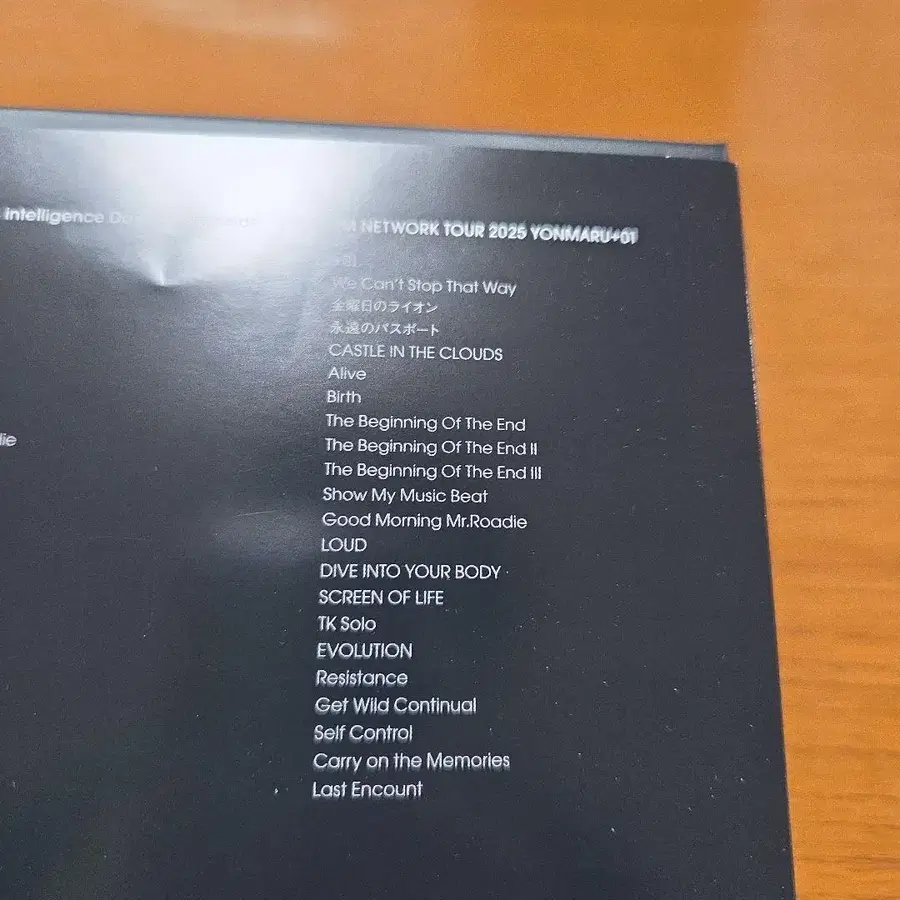 intelligence
NETWORK TOUR 2025 YONMARU+01
We Can't Stop That Way
金曜日のライオン
永遠のパスポート
CASTLE IN THE CLOUDS
Alive
Birth
The Beginning Of The End
The Beginning Of The End II
The Beginning Of The End III
Show My Music Beat
Good Morning Mr.Roadie
LOUD
DIVE INTO YOUR BODY
SCREEN OF LIFE
TK Solo
EVOLUTION
Resistance
Get Wild Continual
Self Control
Carry on the Memories
Last Encount